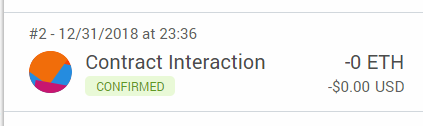 #2 - 12/31/2018 at 23:36
Contract Interaction
-0 ETH
CONFIRMED
-$0.00 USD